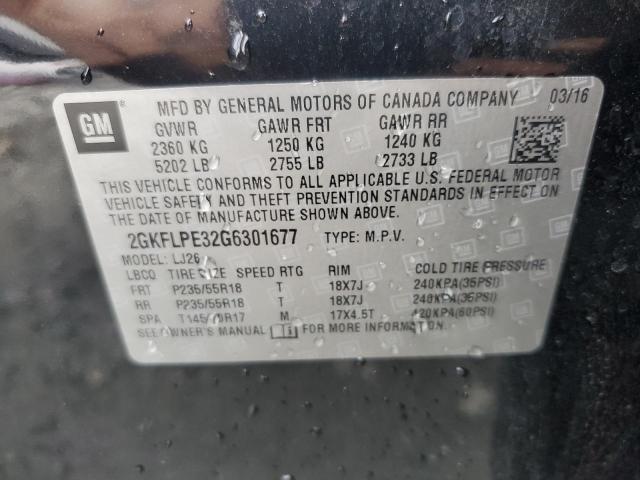 GM
MFD BY GENERAL MOTORS OF CANADA COMPANY 03/16
GVWR GAWR FRT GAWR RR
2360 KG 1250 KG 1240 KG
5202 LB 2755 LB 2733 LB
THIS VEHICLE CONFORMS TO ALL APPLICABLE U.S. FEDERAL MOTOR
VEHICLE SAFETY AND THEFT PREVENTION STANDARDS IN EFFECT ON
THE DATE OF MANUFACTURE SHOWN ABOVE.
2GKFLPE32G6301677 TYPE: M.P.V.
MODEL: LJ26
LBCQ TIRE SIZE SPEED RTG RIM COLD TIRE PRESSURE
FRT P235/55R18 T 18X7J 240KPA(35PSI)
RR P235/55R18 T 18X7J 240KPA(35PSI)
SPA M 17X4.5T 420KPA(60PSI)
SEE OWNER'S MANUAL FOR MORE INFORMATION.